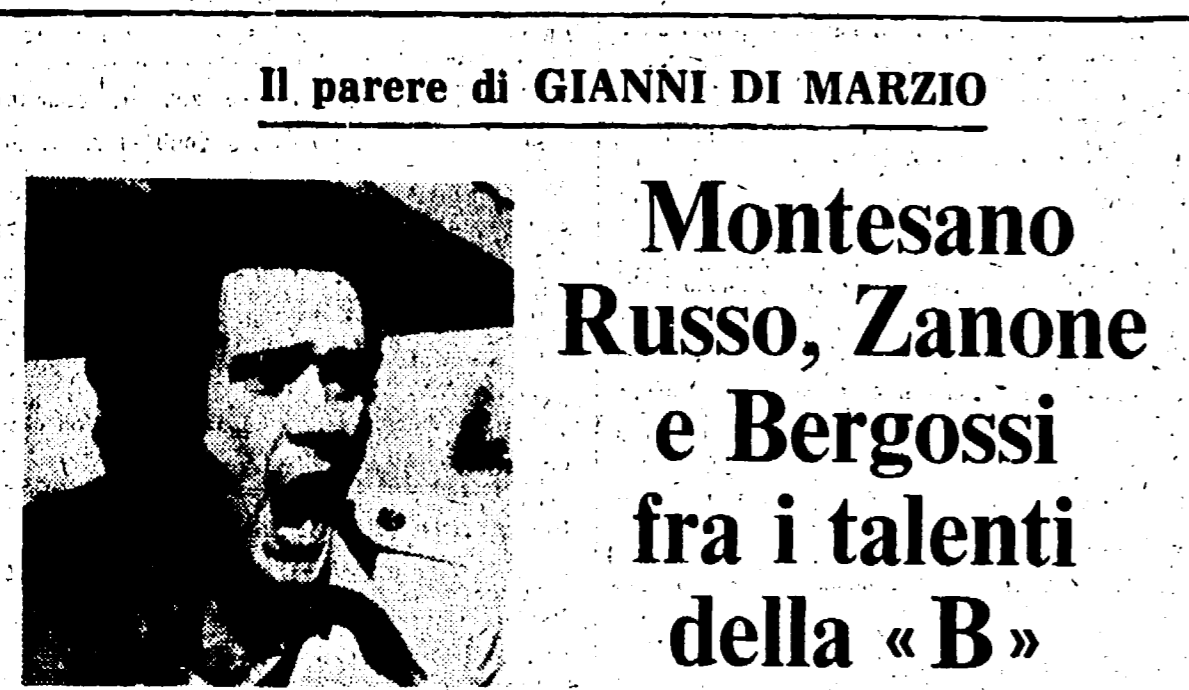 Il parere di GIANNI DI MARZIO
Montesano
Russo, Zanone
e Bergossi
fra i talenti
della « B »